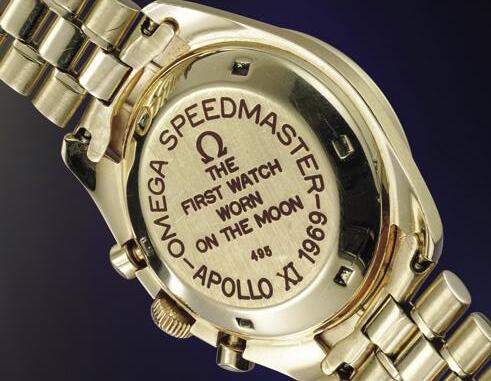 OMEGA SPEEDMASTER
Ω
THE
FIRST WATCH
WORN
ON THE MOON
495
APOLLO XI 1969